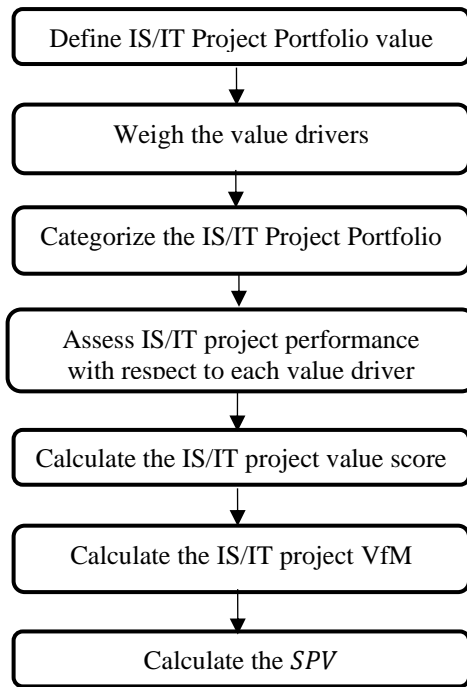 Define IS/IT Project Portfolio value
Weigh the value drivers
Categorize the IS/IT Project Portfolio
Assess IS/IT project performance
with respect to each value driver
Calculate the IS/IT project value score
Calculate the IS/IT project VfM
Calculate the SPV